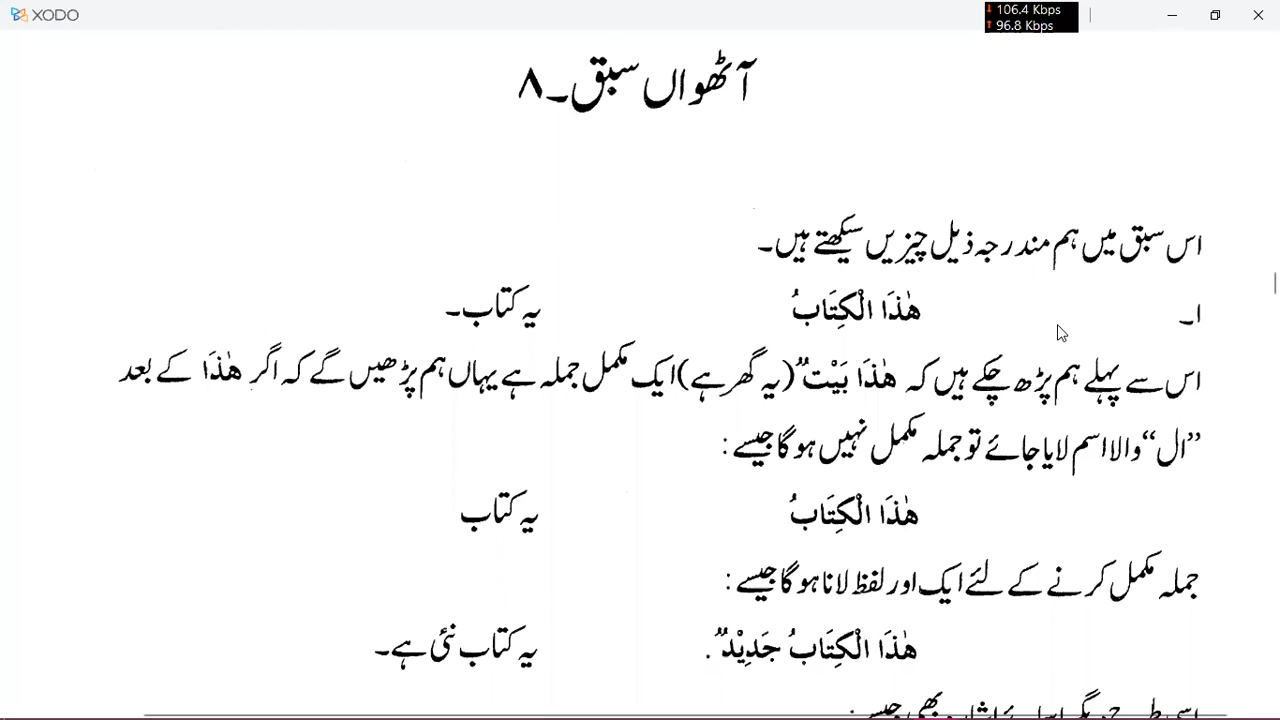 XODO
106.4 Kbps
96.8 Kbps
آٹھواں سبق۔۸
اس سبق میں ہم مندرجہ ذیل چیزیں سیکھتے ہیں۔
۱۔ هٰذَا الْكِتَابُ یہ کتاب۔
اس سے پہلے ہم پڑھ چکے ہیں کہ هٰذَا بَيْتٌ (یہ گھر ہے) ایک مکمل جملہ ہے یہاں ہم پڑھیں گے کہ اگر هٰذَا کے بعد
”ال“ والا اسم لایا جائے تو جملہ مکمل نہیں ہوگا جیسے:
هٰذَا الْكِتَابُ یہ کتاب
جملہ مکمل کرنے کے لئے ایک اور لفظ لانا ہوگا جیسے:
هٰذَا الْكِتَابُ جَدِيْدٌ. یہ کتاب نئی ہے۔